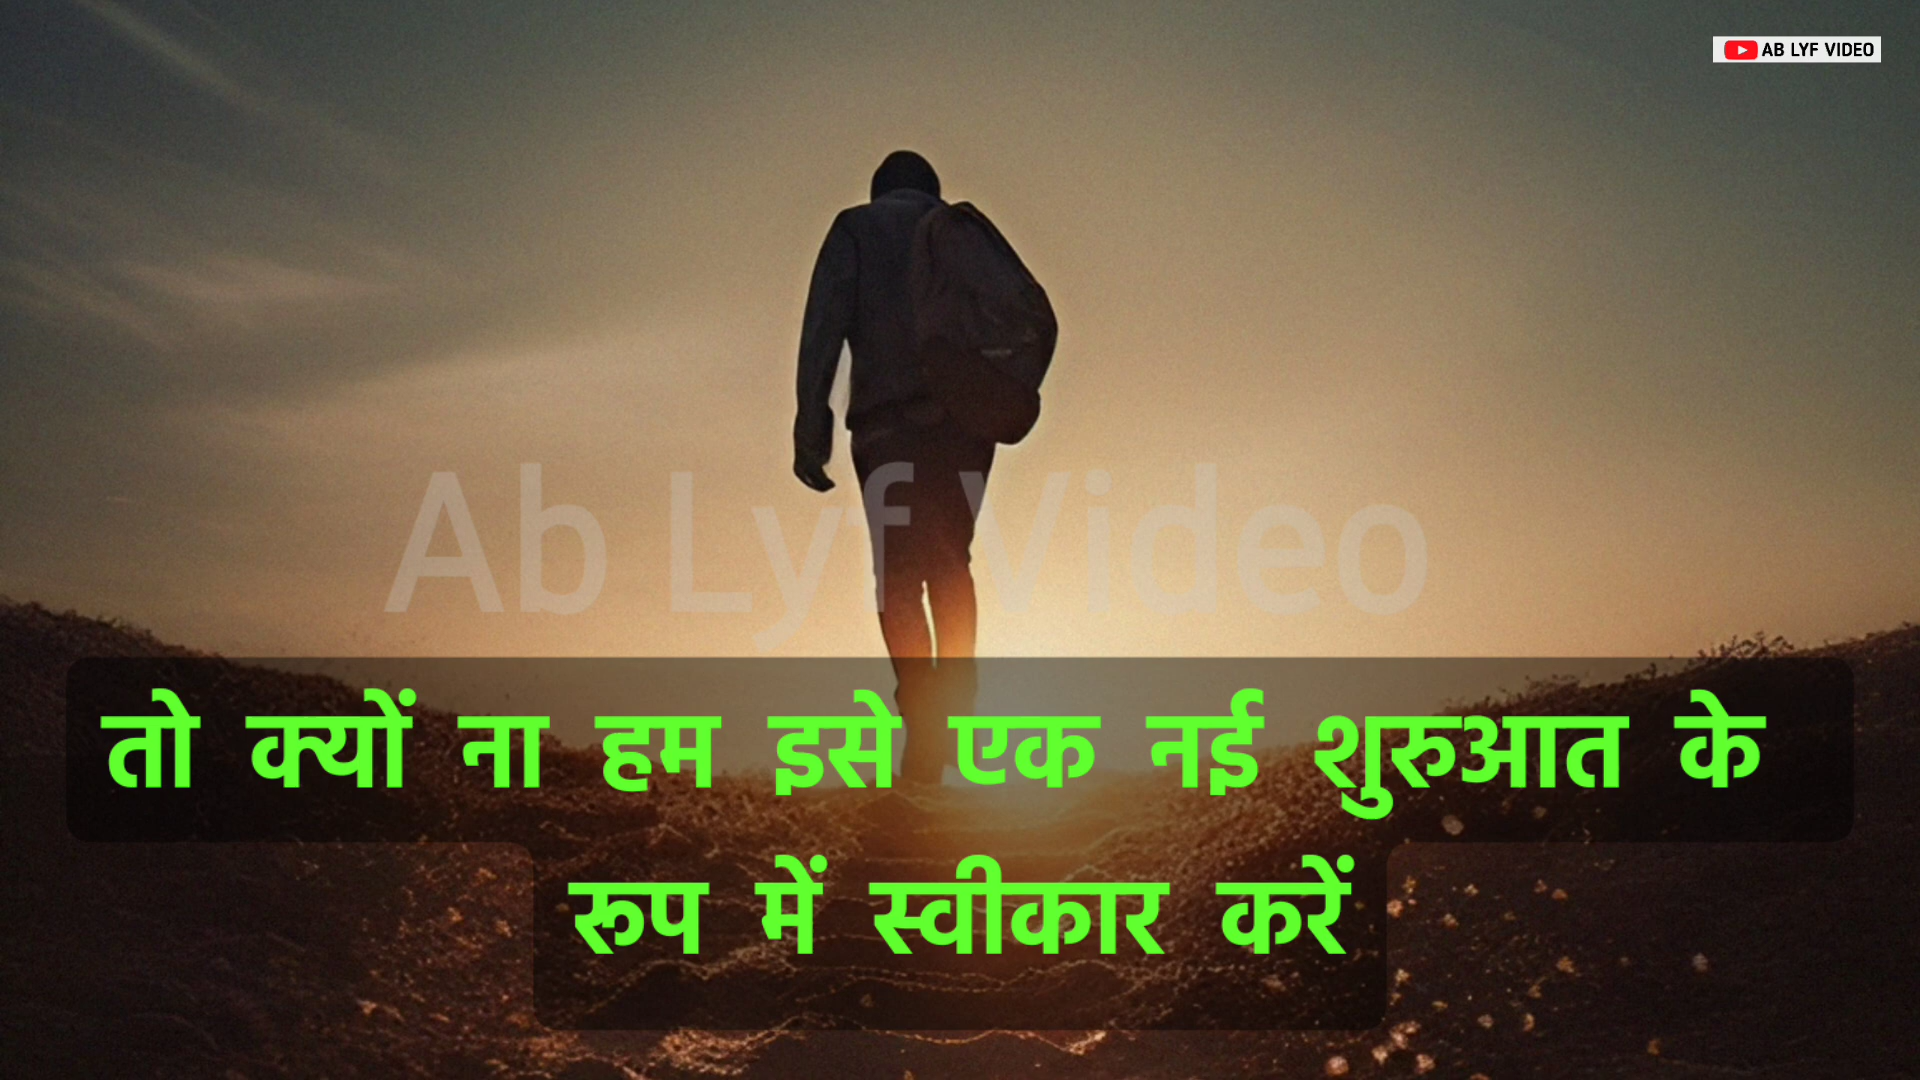 AB LYF VIDEO
Ab Lyf Video
तो क्यों ना हम इसे एक नई शुरुआत के
रूप में स्वीकार करें